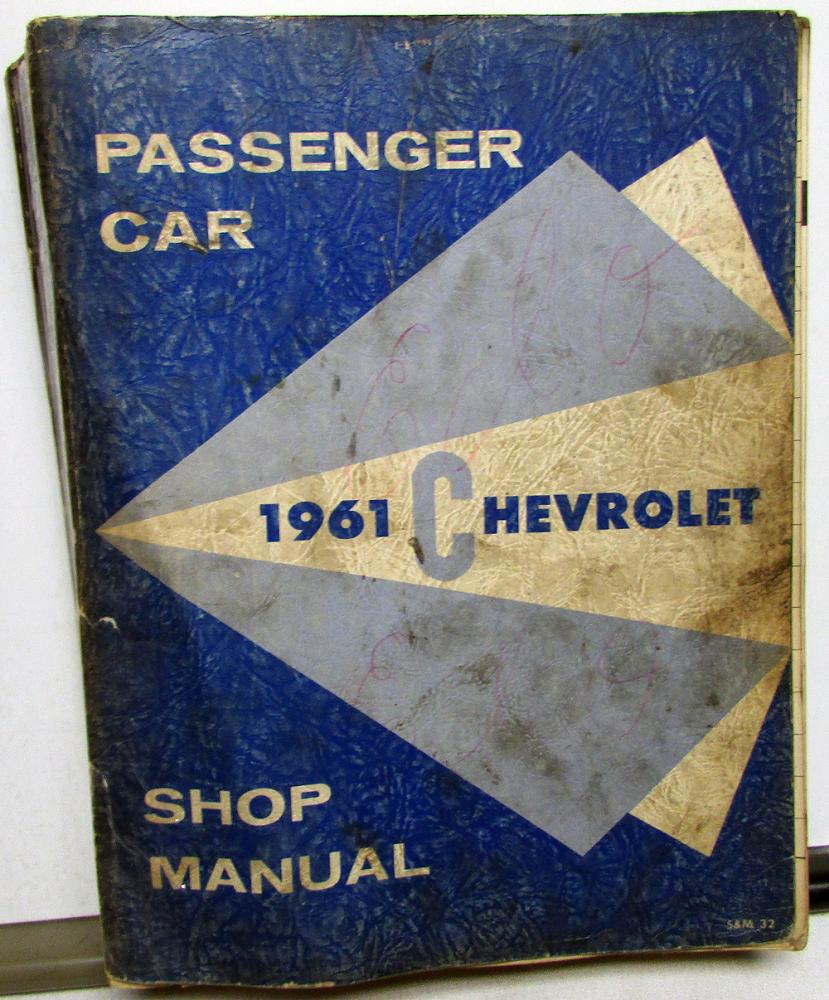 PASSENGER
CAR
1961 CHEVROLET
SHOP
MANUAL
S&M 32